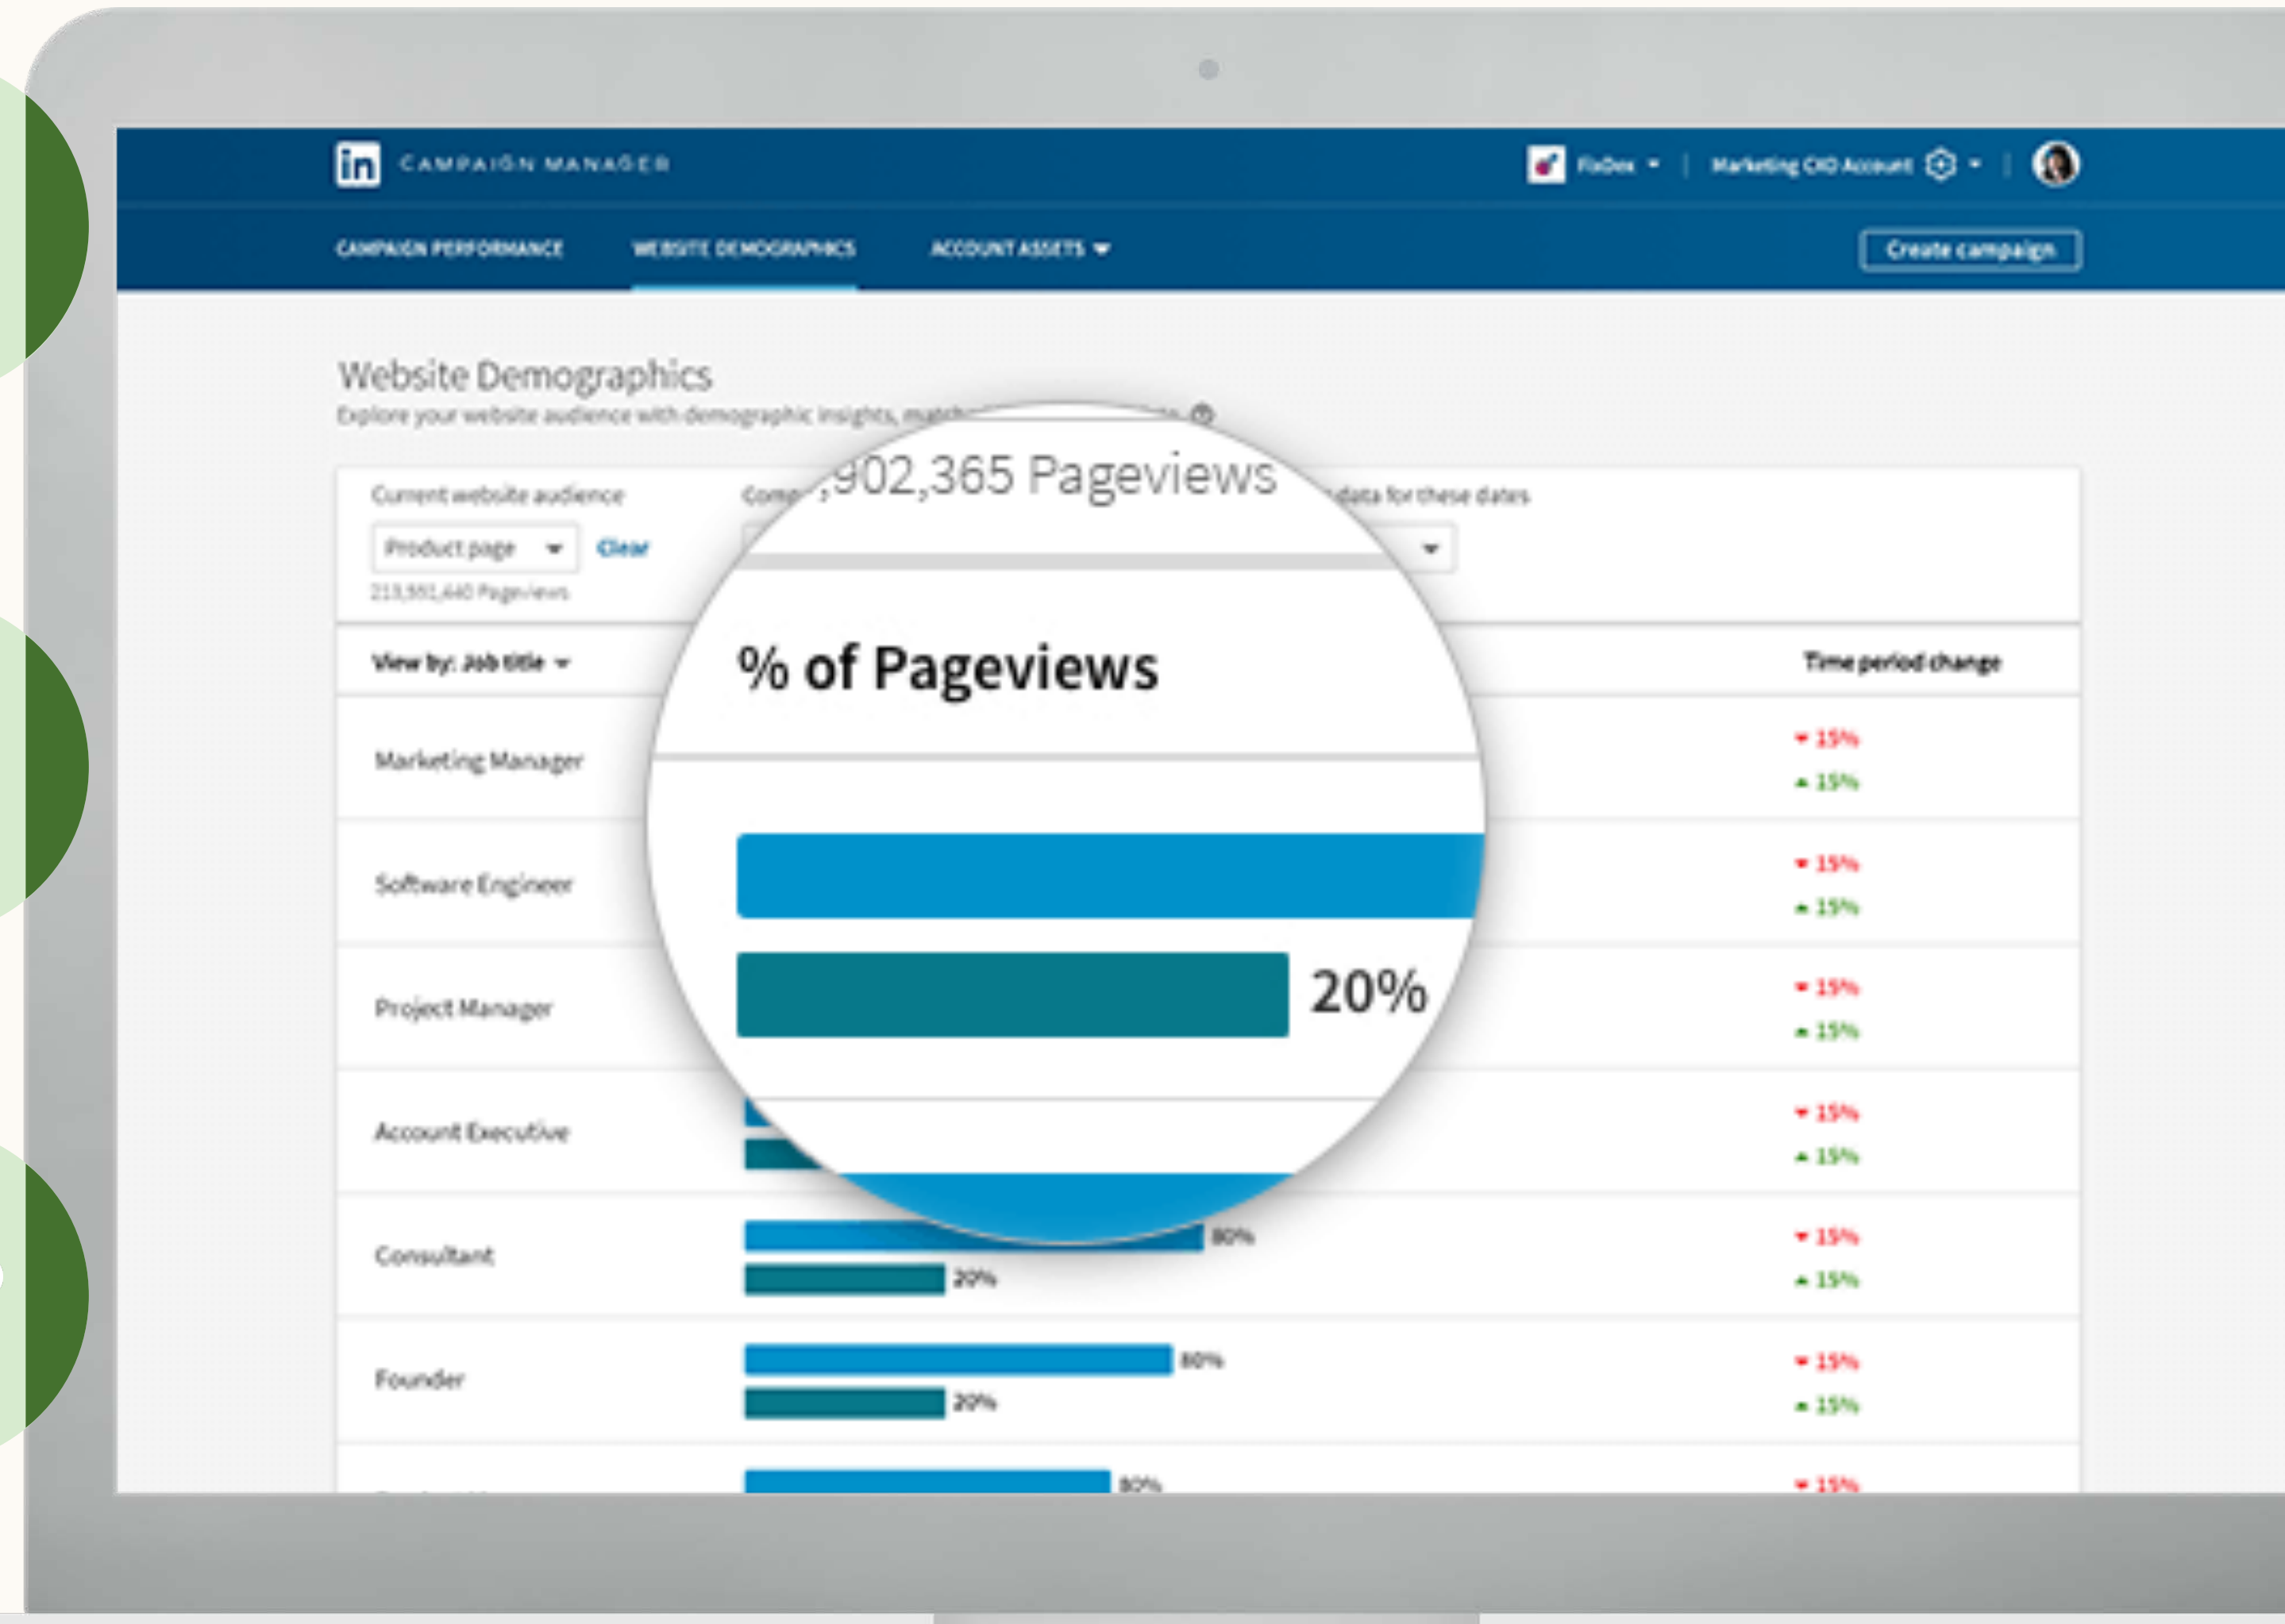 in CAMPAIGN MANAGER
FixDex
Marketing CXO Account
CAMPAIGN PERFORMANCE
WEBSITE DEMOGRAPHICS
ACCOUNT ASSETS
Create campaign
Website Demographics
Explore your website audience with demographic insights,
,902,365 Pageviews
Current website audience
data for these dates
Product page
Clear
Pageviews
View by: Job title
% of Pageviews
Time period change
Marketing Manager
15%
15%
Software Engineer
15%
15%
20%
Project Manager
15%
15%
Account Executive
15%
15%
Consultant
80%
20%
15%
15%
Founder
80%
20%
15%
15%
80%
15%